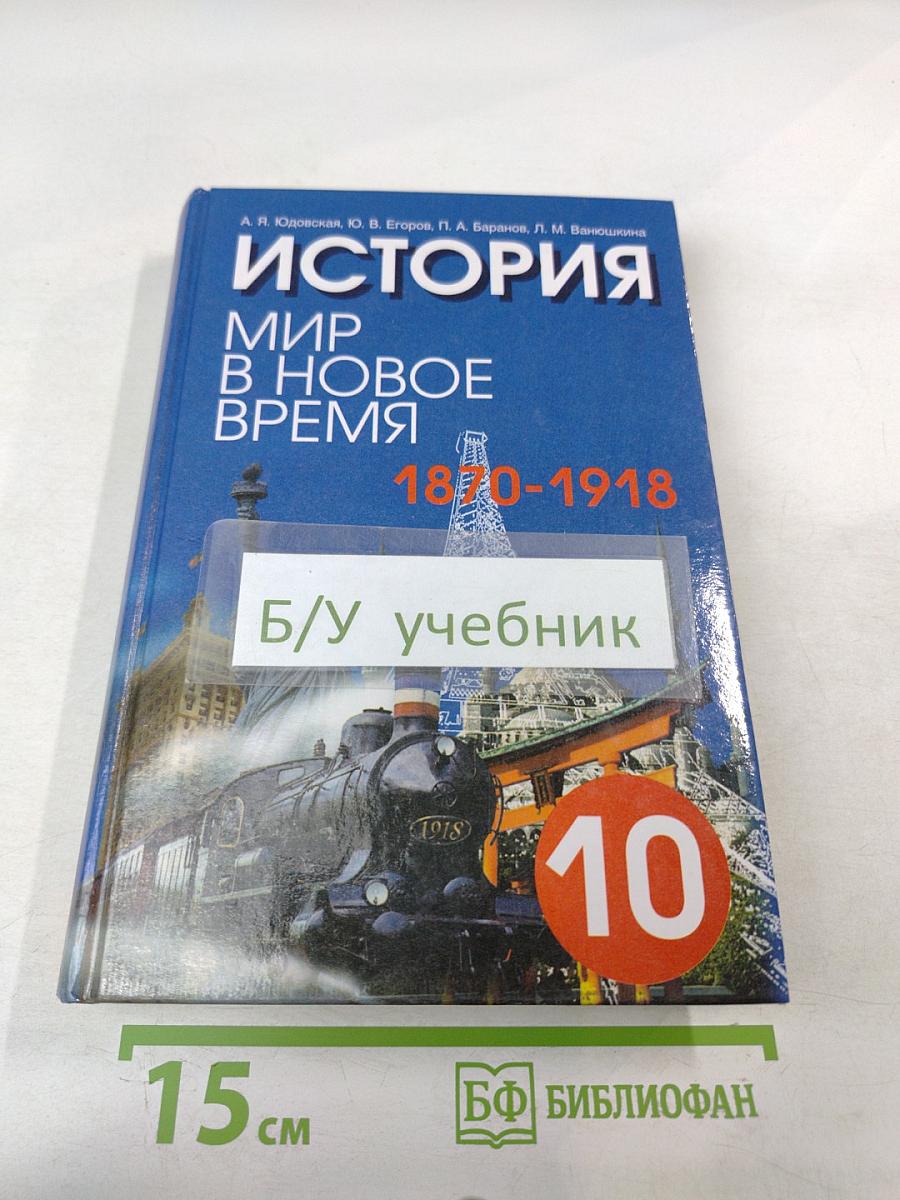 А. Я. Юдовская, Ю. В. Егоров, П. А. Баранов, Л. М. Ванюшкина
ИСТОРИЯ
МИР
В НОВОЕ
ВРЕМЯ
1870-1918
Б/У учебник
1918
10
15 см
БФ БИБЛИОФАН